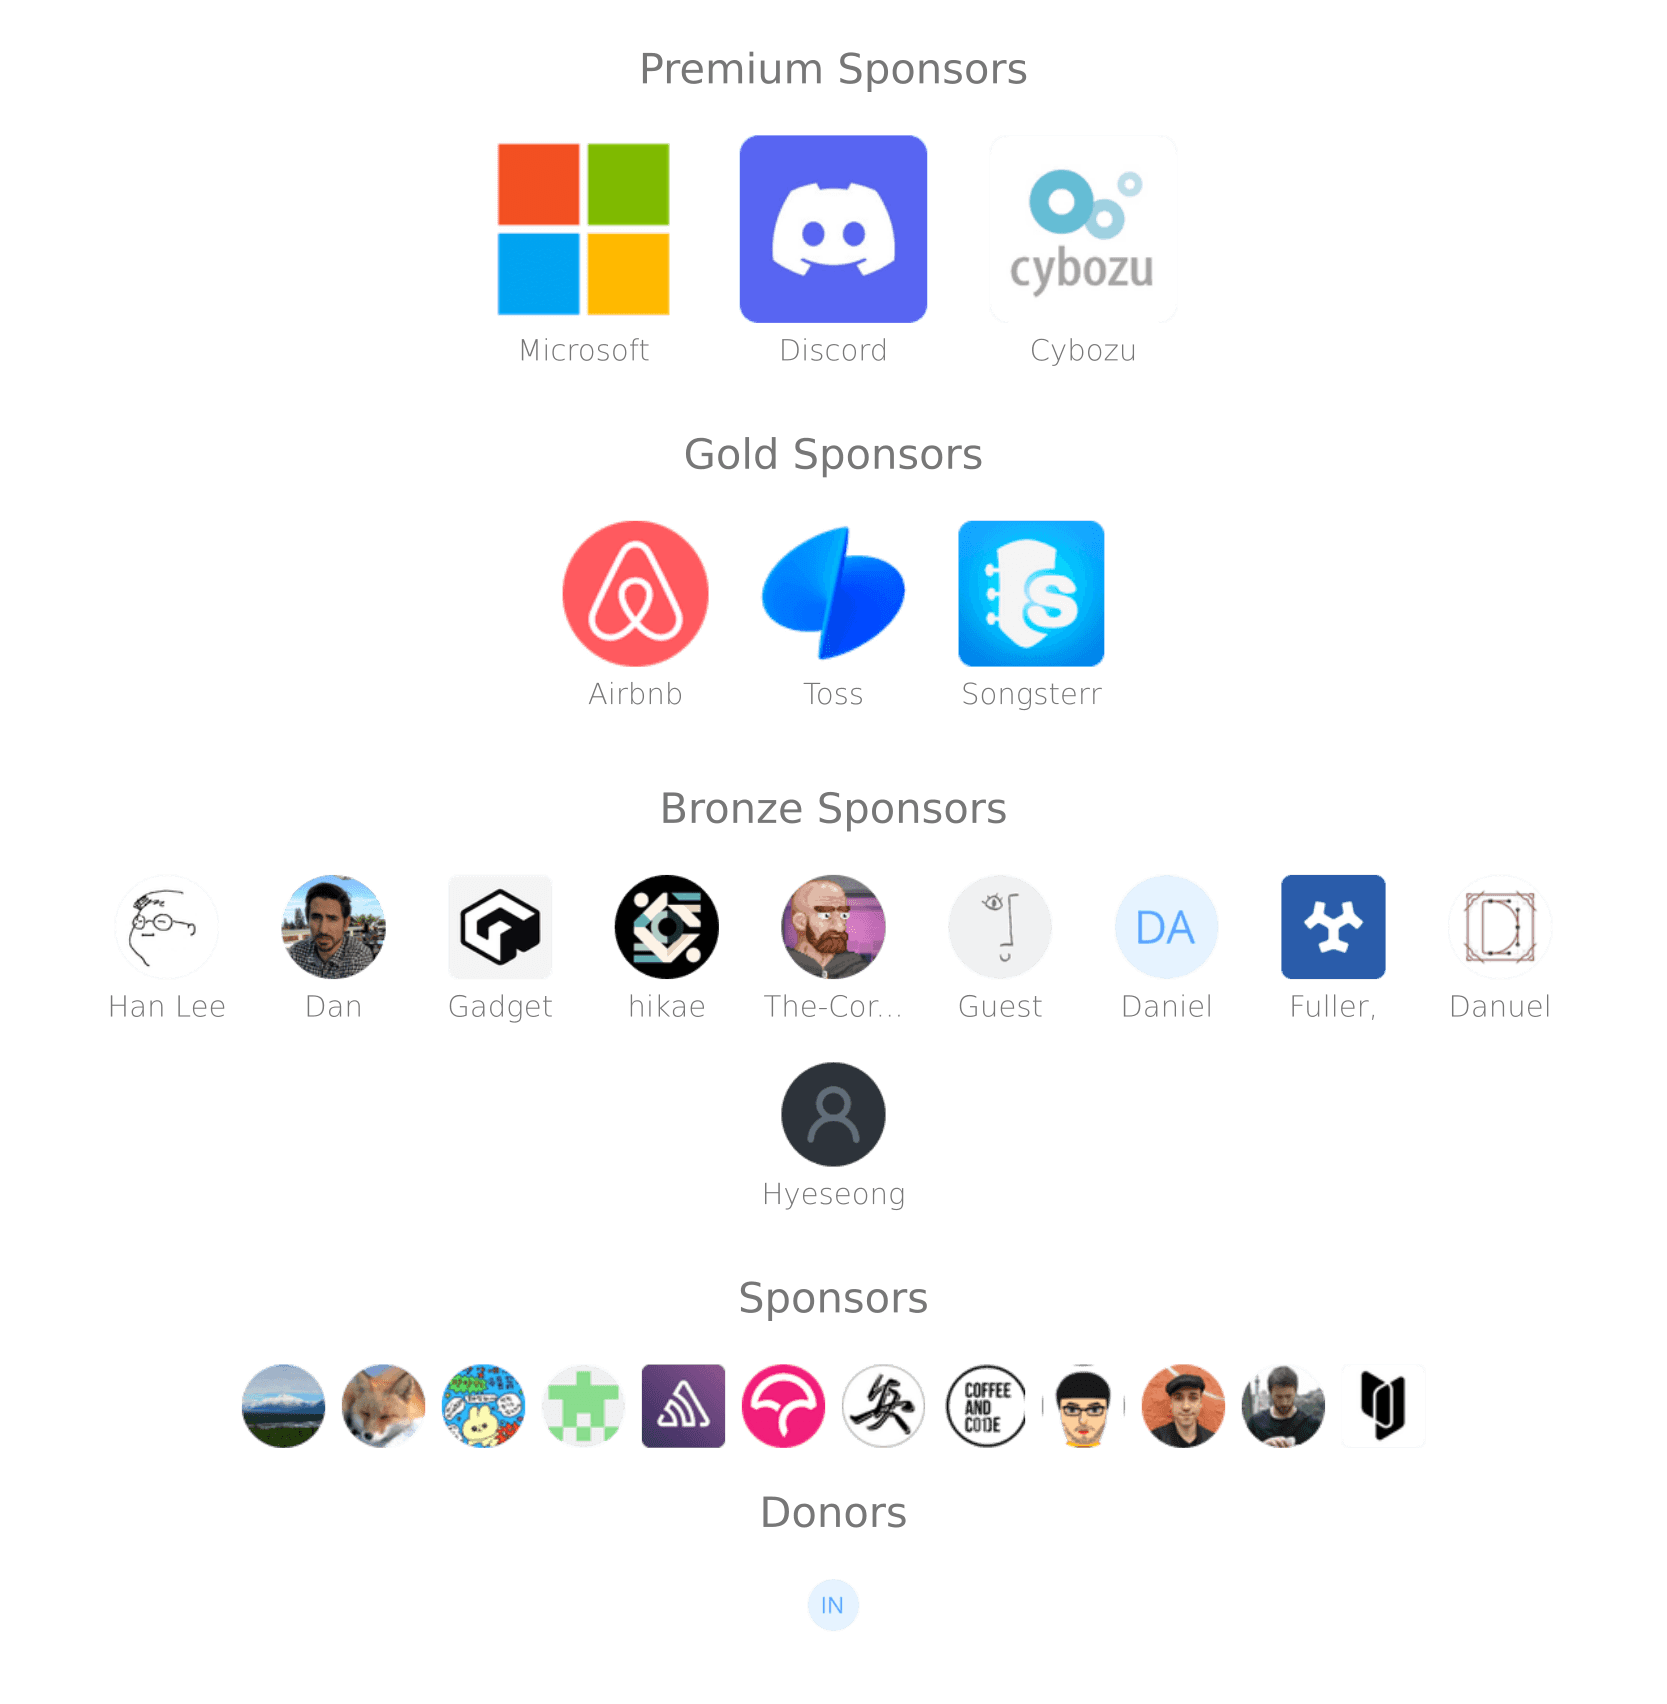 Premium Sponsors
cybozu
Microsoft Discord Cybozu
Gold Sponsors
S
Airbnb Toss Songsterr
Bronze Sponsors
DA
Han Lee Dan Gadget hikae The-Cor... Guest Daniel Fuller, Danuel
Hyeseong
Sponsors
COFFEE
AND
CODE
Donors
IN